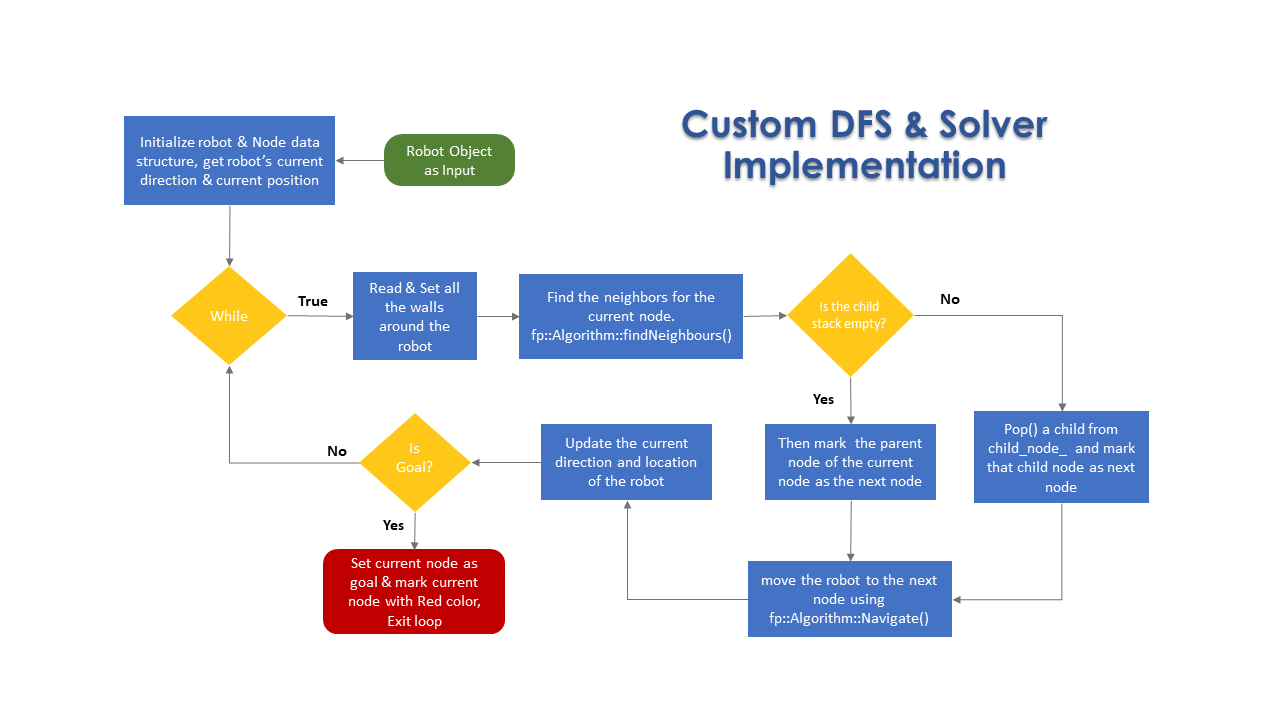 Custom DFS & Solver
Implementation
Initialize robot & Node data
structure, get robot's current
direction & current position
Robot Object
as Input
While
True
Read & Set all
the walls
around the
robot
Find the neighbors for the
current node.
fp::Algorithm::findNeighbours()
Is the child
stack empty?
No
Yes
Pop() a child from
child_node_ and mark
that child node as next
node
Then mark the parent
node of the current
node as the next node
move the robot to the next
node using
fp::Algorithm::Navigate()
Update the current
direction and location
of the robot
Is
Goal?
No
Yes
Set current node as
goal & mark current
node with Red color,
Exit loop